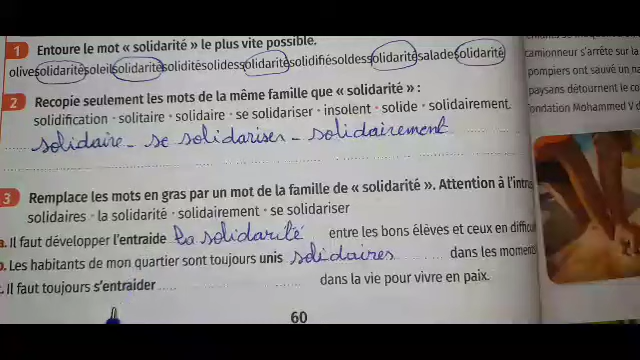 1 Entoure le mot « solidarité » le plus vite possible.
olivesolidaritésoleilsolidaritésoliditésolidessolidaritésolidifiésoldessolidaritésaladesolidarité
2 Recopie seulement les mots de la même famille que « solidarité » :
solidification · solitaire · solidaire · se solidariser · insolent · solide · solidairement.
solidaire - se solidariser - solidairement
3 Remplace les mots en gras par un mot de la famille de « solidarité ». Attention à l'
solidaires · la solidarité · solidairement · se solidariser
a. Il faut développer l'entraide la solidarité entre les bons élèves et ceux en
b. Les habitants de mon quartier sont toujours unis solidaires dans les
Il faut toujours s'entraider dans la vie pour vivre en paix.
60
camionneur s'arrête sur la
pompiers ont sauvé un
paysans détournent le
Fondation Mohammed V